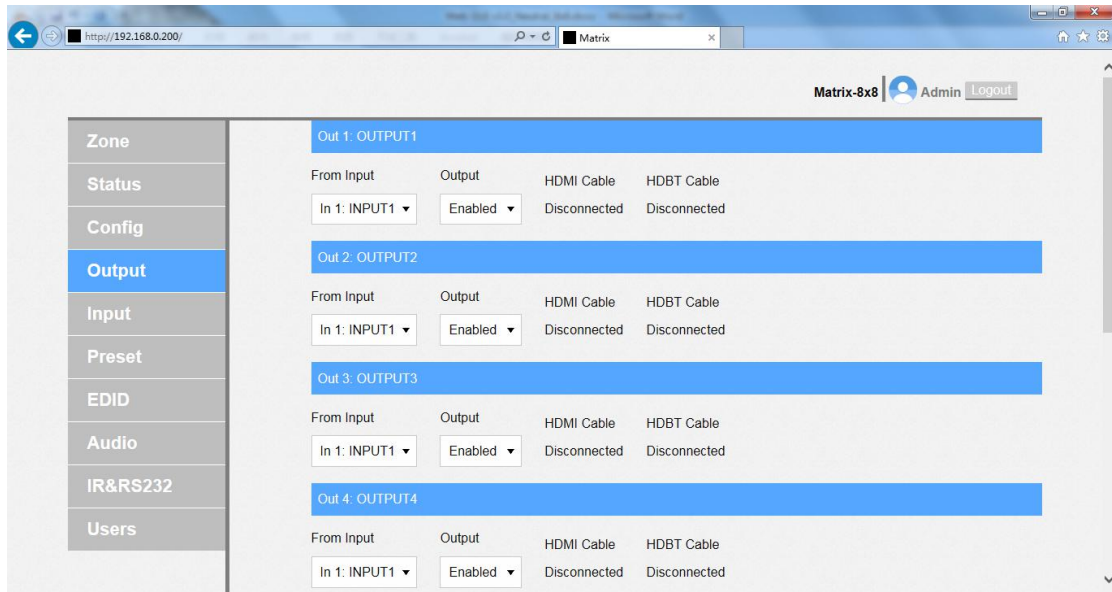 http://192.168.0.200/
Matrix
Matrix-8x8 Admin Logout
Zone
Status
Config
Output
Input
Preset
EDID
Audio
IR&RS232
Users
Out 1: OUTPUT1
From Input Output HDMI Cable HDBT Cable
In 1: INPUT1 Enabled Disconnected Disconnected
Out 2: OUTPUT2
From Input Output HDMI Cable HDBT Cable
In 1: INPUT1 Enabled Disconnected Disconnected
Out 3: OUTPUT3
From Input Output HDMI Cable HDBT Cable
In 1: INPUT1 Enabled Disconnected Disconnected
Out 4: OUTPUT4
From Input Output HDMI Cable HDBT Cable
In 1: INPUT1 Enabled Disconnected Disconnected